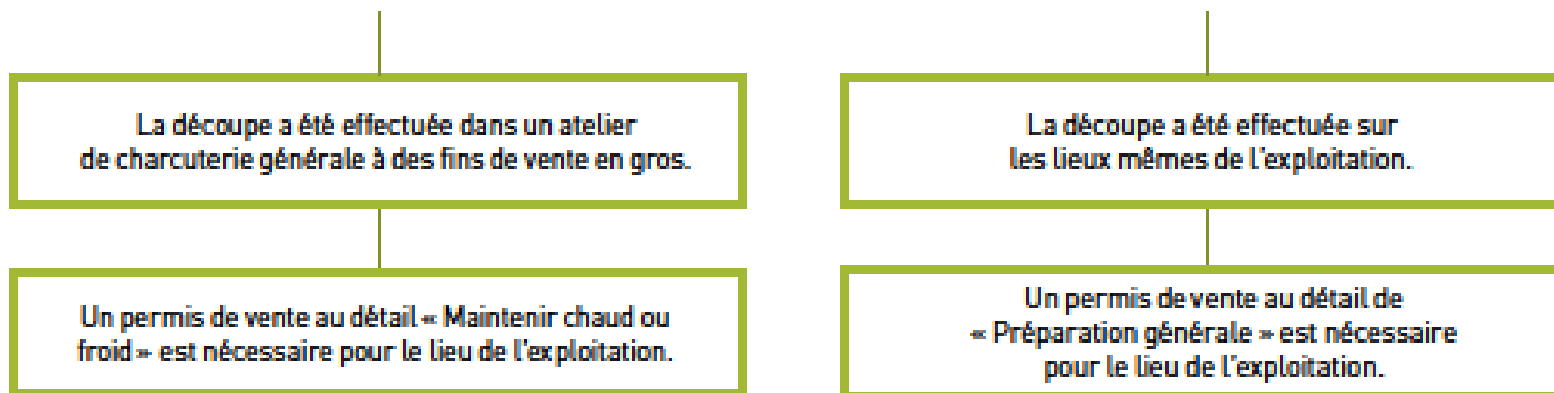 La découpe a été effectuée dans un atelier
de charcuterie générale à des fins de vente en gros.
Un permis de vente au détail « Maintenir chaud ou
froid » est nécessaire pour le lieu de l'exploitation.
La découpe a été effectuée sur
les lieux mêmes de l'exploitation.
Un permis de vente au détail de
« Préparation générale » est nécessaire
pour le lieu de l'exploitation.